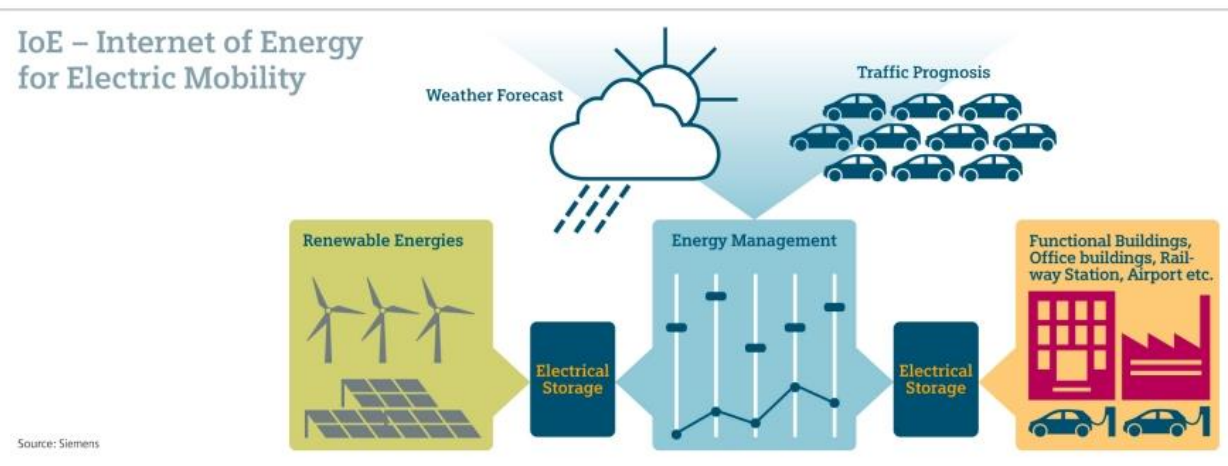 IoE – Internet of Energy
for Electric Mobility
Weather Forecast
Traffic Prognosis
Renewable Energies
Electrical
Storage
Energy Management
Electrical
Storage
Functional Buildings,
Office buildings, Rail-
way Station, Airport etc.
Source: Siemens